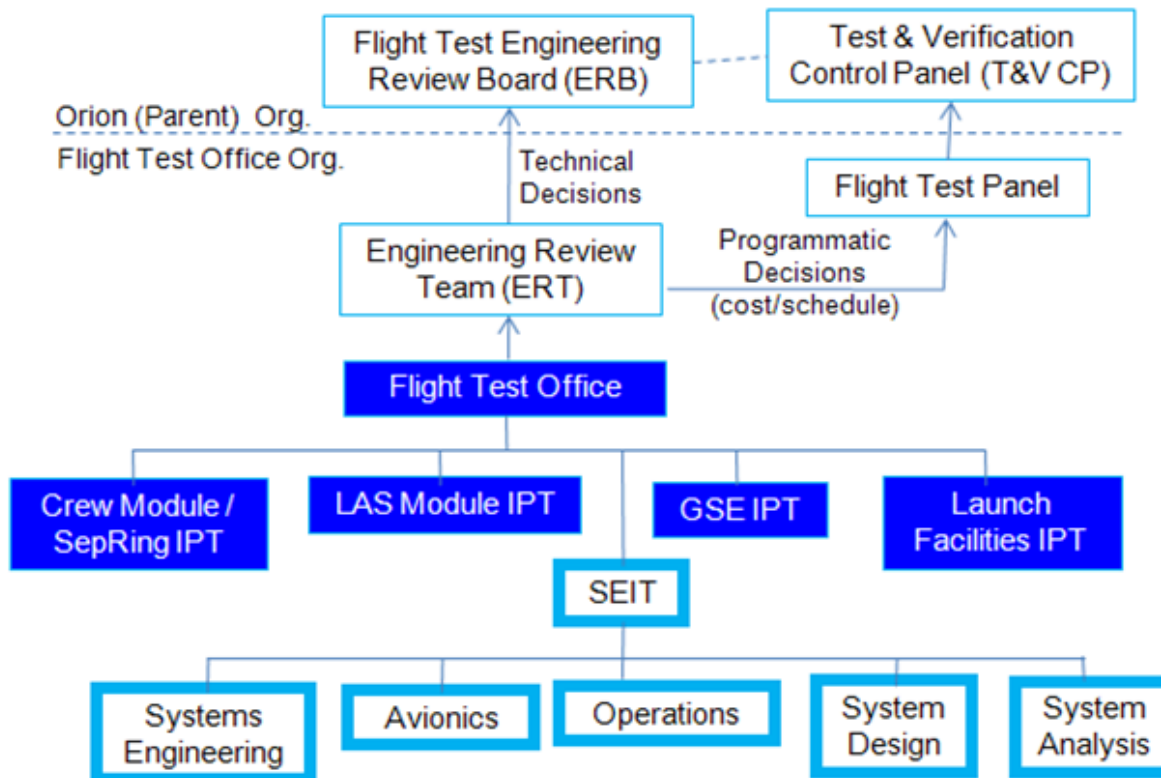 Flight Test Engineering
Review Board (ERB)
Test & Verification
Control Panel (T&V CP)
Orion (Parent) Org.
Flight Test Office Org.
Technical
Decisions
Flight Test Panel
Engineering Review
Team (ERT)
Programmatic
Decisions
(cost/schedule)
Flight Test Office
Crew Module /
SepRing IPT
LAS Module IPT
GSE IPT
Launch
Facilities IPT
SEIT
Systems
Engineering
Avionics
Operations
System
Design
System
Analysis